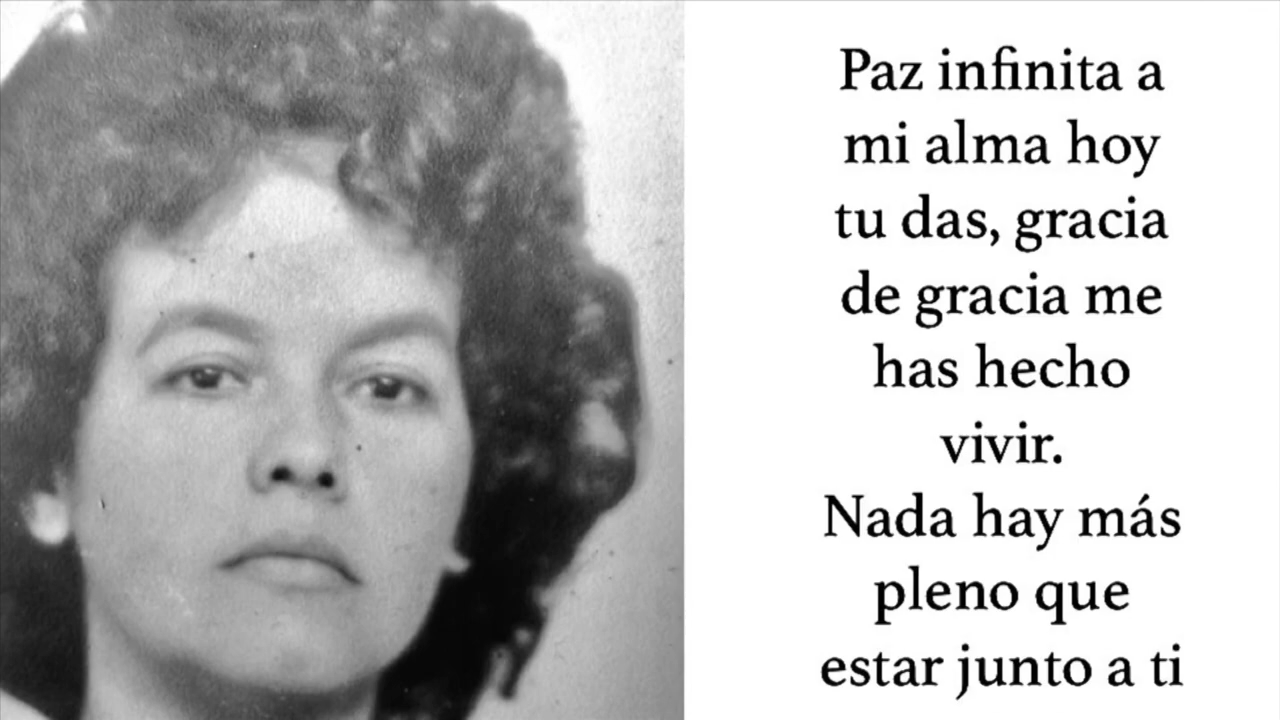 Paz infinita a
mi alma hoy
tu das, gracia
de gracia me
has hecho
vivir.
Nada hay más
pleno que
estar junto a ti